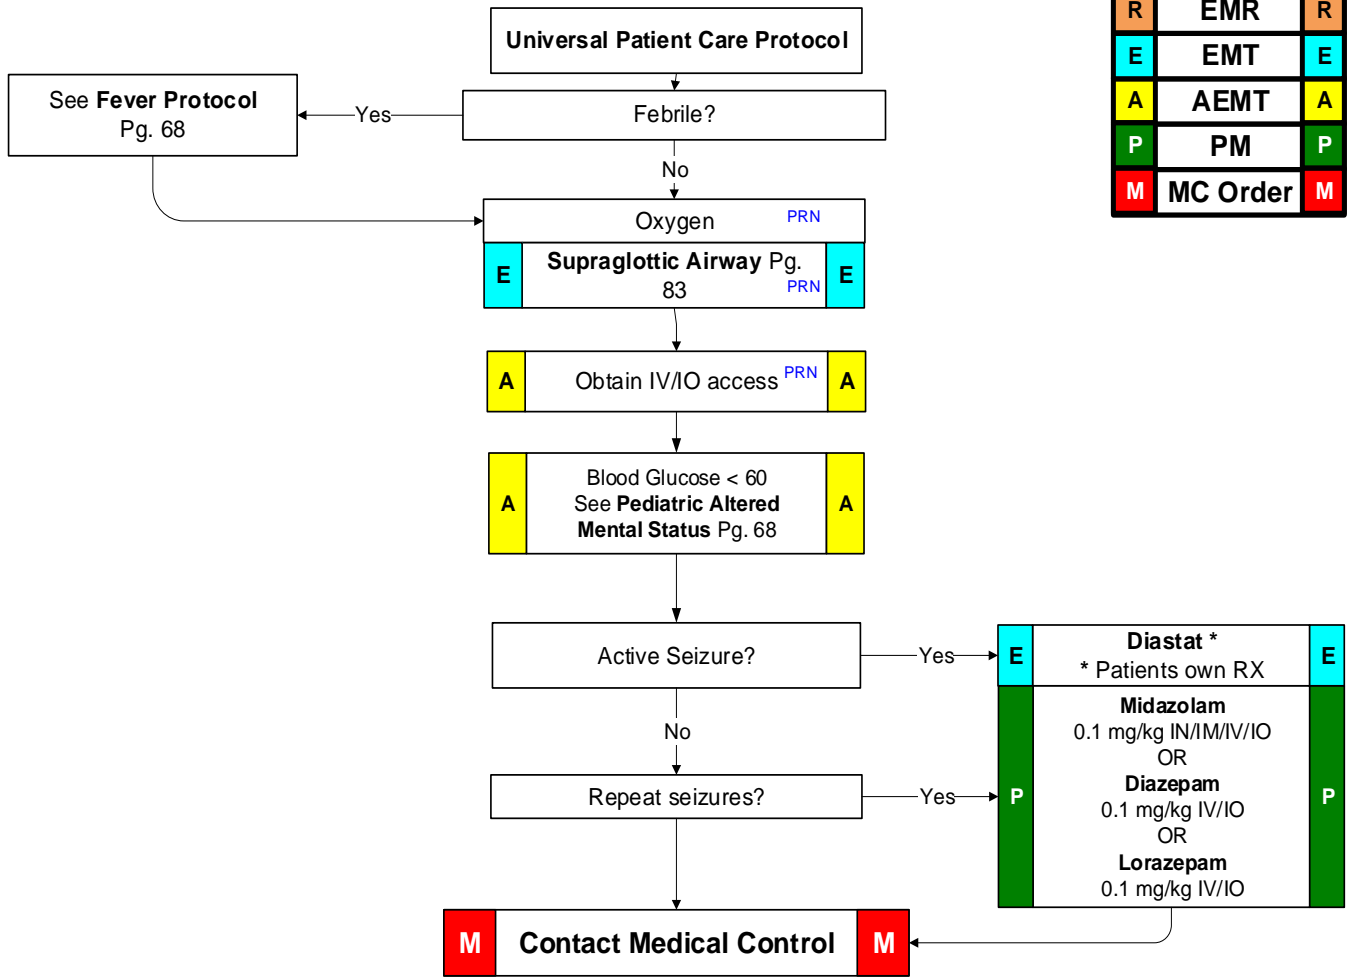 R EMR R
E EMT E
A AEMT A
P PM P
M MC Order M
Universal Patient Care Protocol
See Fever Protocol
Pg. 68
Yes
Febrile?
No
Oxygen PRN
E Supraglottic Airway Pg. E
83 PRN
A Obtain IV/IO access PRN A
Blood Glucose < 60
A See Pediatric Altered A
Mental Status Pg. 68
Active Seizure?
Yes
E Diastat * E
* Patients own RX
Midazolam
0.1 mg/kg IN/IM/IV/IO
OR
P Diazepam P
0.1 mg/kg IV/IO
OR
Lorazepam
0.1 mg/kg IV/IO
No
Repeat seizures?
Yes
M Contact Medical Control M